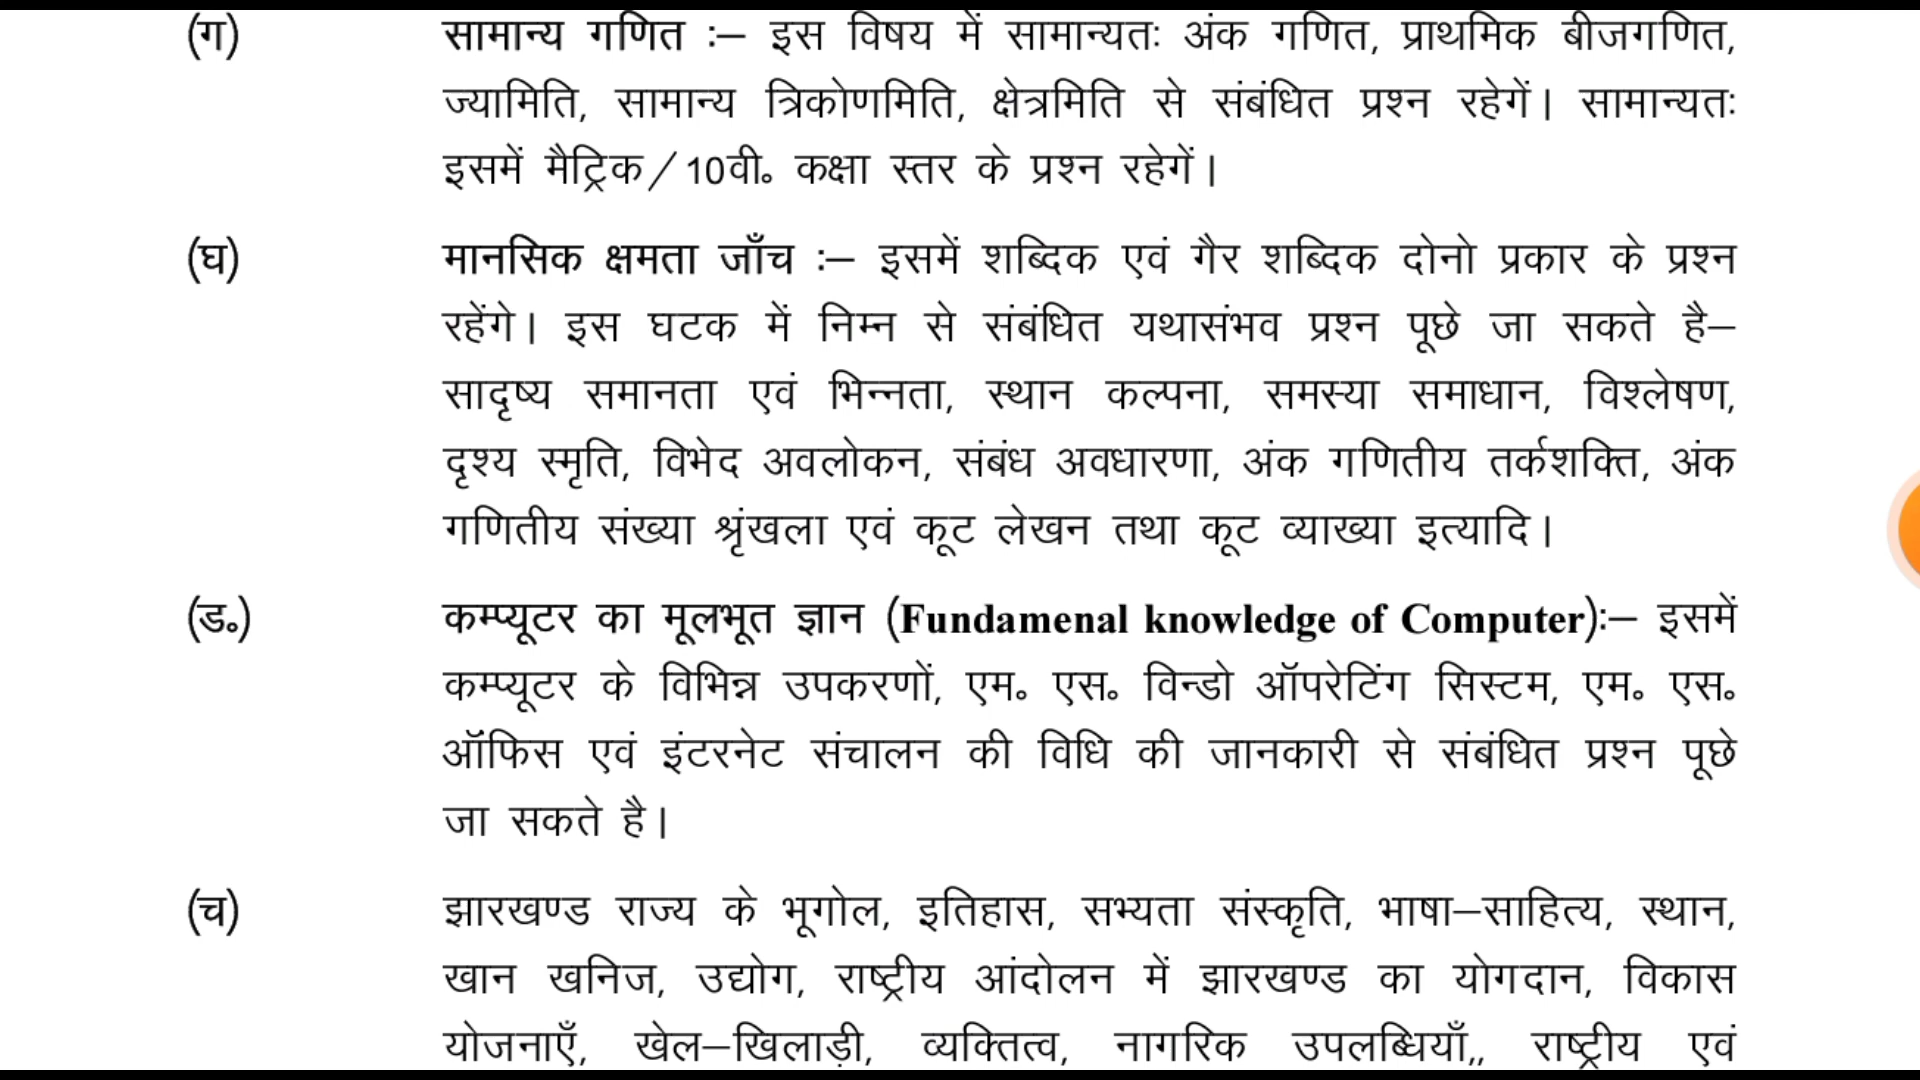 (ग) सामान्य गणित :– इस विषय में सामान्यतः अंक गणित, प्राथमिक बीजगणित,
ज्यामिति, सामान्य त्रिकोणमिति, क्षेत्रमिति से संबंधित प्रश्न रहेगें। सामान्यतः
इसमें मैट्रिक/10वी॰ कक्षा स्तर के प्रश्न रहेगें।
(घ) मानसिक क्षमता जाँच :– इसमें शब्दिक एवं गैर शब्दिक दोनो प्रकार के प्रश्न
रहेंगे। इस घटक में निम्न से संबंधित यथासंभव प्रश्न पूछे जा सकते है–
सादृष्य समानता एवं भिन्नता, स्थान कल्पना, समस्या समाधान, विश्लेषण,
दृश्य स्मृति, विभेद अवलोकन, संबंध अवधारणा, अंक गणितीय तर्कशक्ति, अंक
गणितीय संख्या श्रृंखला एवं कूट लेखन तथा कूट व्याख्या इत्यादि।
(ड॰) कम्प्यूटर का मूलभूत ज्ञान (Fundamenal knowledge of Computer):– इसमें
कम्प्यूटर के विभिन्न उपकरणों, एम॰ एस॰ विन्डो ऑपरेटिंग सिस्टम, एम॰ एस॰
ऑंफिस एवं इंटरनेट संचालन की विधि की जानकारी से संबंधित प्रश्न पूछे
जा सकते है।
(च) झारखण्ड राज्य के भूगोल, इतिहास, सभ्यता संस्कृति, भाषा–साहित्य, स्थान,
खान खनिज, उद्योग, राष्ट्रीय आंदोलन में झारखण्ड का योगदान, विकास
योजनाएँ, खेल–खिलाड़ी, व्यक्तित्व, नागरिक उपलब्धियाँ,, राष्ट्रीय एवं